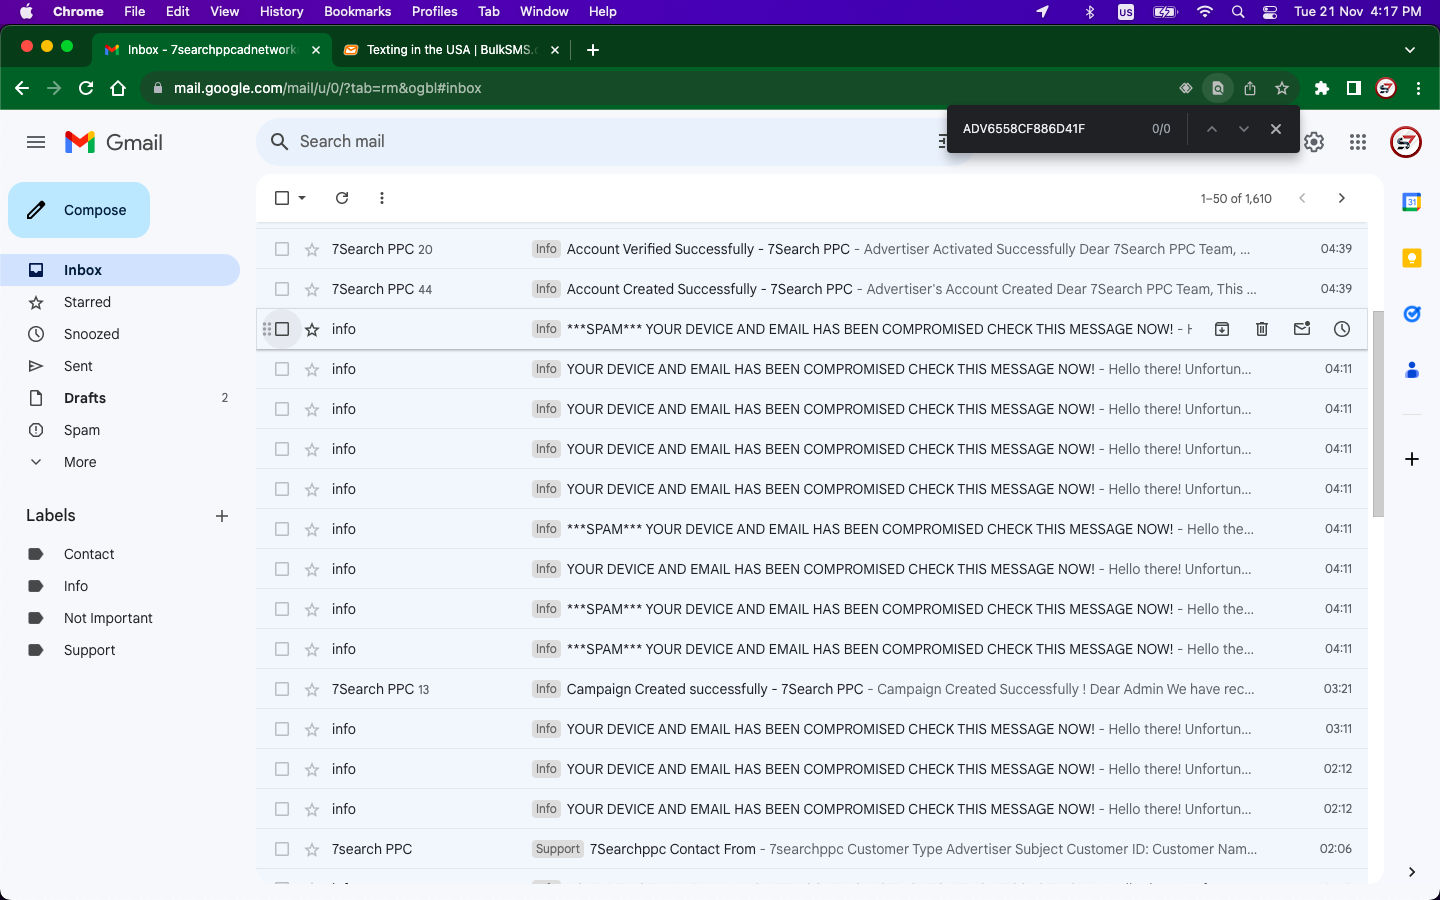 Chrome File Edit View History Bookmarks Profiles Tab Window Help US Tue 21 Nov 4:17 PM
Inbox - 7searchppcadnetwork
Texting in the USA | BulkSMS.
mail.google.com/mail/u/0/?tab=rm&ogbl#inbox
ADV6558CF886D41F 0/0
Gmail
Search mail
Compose
1–50 of 1,610
Inbox
Starred
Snoozed
Sent
Drafts 2
Spam
More
Labels
Contact
Info
Not Important
Support
7Search PPC 20 Info Account Verified Successfully - 7Search PPC - Advertiser Activated Successfully Dear 7Search PPC Team, ... 04:39
7Search PPC 44 Info Account Created Successfully - 7Search PPC - Advertiser's Account Created Dear 7Search PPC Team, This ... 04:39
info Info ***SPAM*** YOUR DEVICE AND EMAIL HAS BEEN COMPROMISED CHECK THIS MESSAGE NOW! -
info Info YOUR DEVICE AND EMAIL HAS BEEN COMPROMISED CHECK THIS MESSAGE NOW! - Hello there! Unfortun... 04:11
info Info YOUR DEVICE AND EMAIL HAS BEEN COMPROMISED CHECK THIS MESSAGE NOW! - Hello there! Unfortun... 04:11
info Info YOUR DEVICE AND EMAIL HAS BEEN COMPROMISED CHECK THIS MESSAGE NOW! - Hello there! Unfortun... 04:11
info Info YOUR DEVICE AND EMAIL HAS BEEN COMPROMISED CHECK THIS MESSAGE NOW! - Hello there! Unfortun... 04:11
info Info ***SPAM*** YOUR DEVICE AND EMAIL HAS BEEN COMPROMISED CHECK THIS MESSAGE NOW! - Hello the... 04:11
info Info YOUR DEVICE AND EMAIL HAS BEEN COMPROMISED CHECK THIS MESSAGE NOW! - Hello there! Unfortun... 04:11
info Info ***SPAM*** YOUR DEVICE AND EMAIL HAS BEEN COMPROMISED CHECK THIS MESSAGE NOW! - Hello the... 04:11
info Info ***SPAM*** YOUR DEVICE AND EMAIL HAS BEEN COMPROMISED CHECK THIS MESSAGE NOW! - Hello the... 04:11
7Search PPC 13 Info Campaign Created successfully - 7Search PPC - Campaign Created Successfully ! Dear Admin We have rec... 03:21
info Info YOUR DEVICE AND EMAIL HAS BEEN COMPROMISED CHECK THIS MESSAGE NOW! - Hello there! Unfortun... 03:11
info Info YOUR DEVICE AND EMAIL HAS BEEN COMPROMISED CHECK THIS MESSAGE NOW! - Hello there! Unfortun... 02:12
info Info YOUR DEVICE AND EMAIL HAS BEEN COMPROMISED CHECK THIS MESSAGE NOW! - Hello there! Unfortun... 02:12
7search PPC Support 7Searchppc Contact From - 7searchppc Customer Type Advertiser Subject Customer ID: Customer Nam... 02:06
31